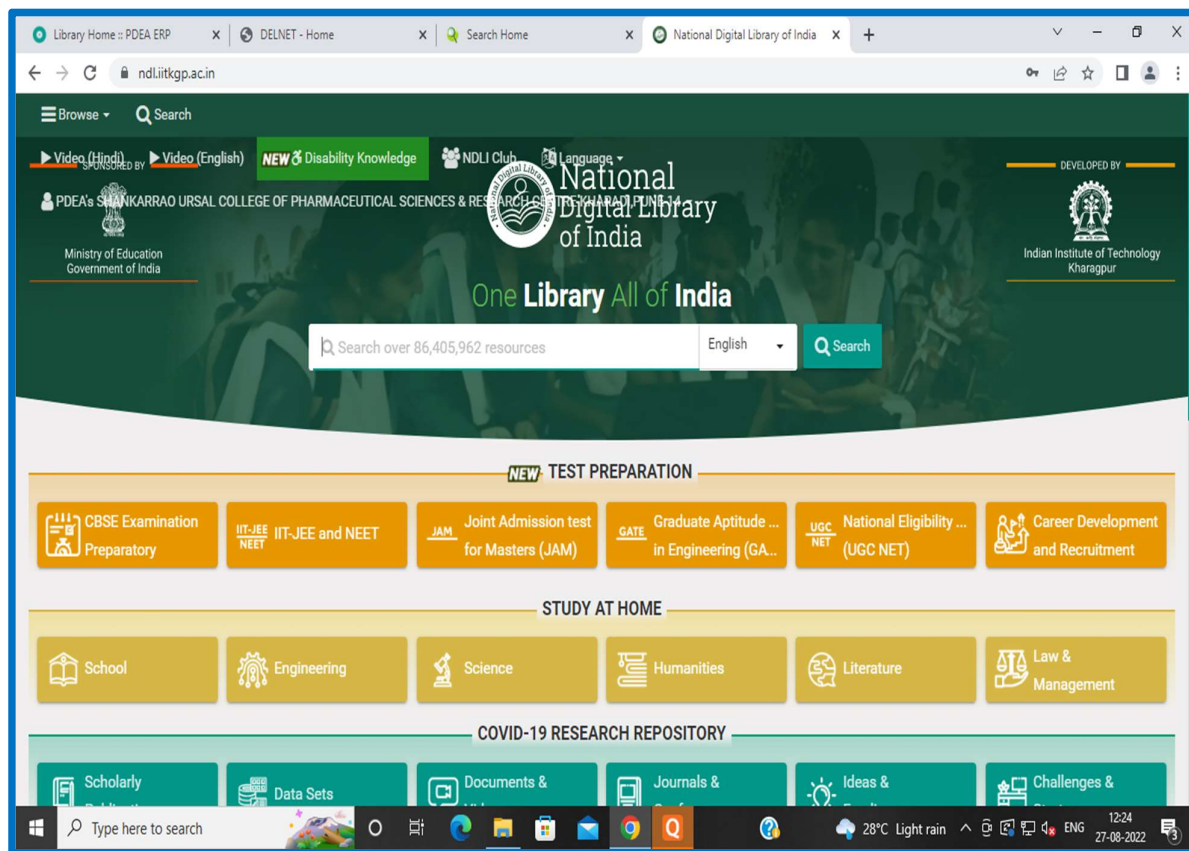 Library Home :: PDEA ERP
DELNET - Home
Search Home
National Digital Library of India
ndl.iitkgp.ac.in
Browse
Search
Video (Hindi)
Video (English)
NEW Disability Knowledge
NDLI Club
Language
SPONSORED BY
PDEA's SHANKARRAO URSAL COLLEGE OF PHARMACEUTICAL SCIENCES & RESEARCH CENTRE KHARADI, PUNE-14
Ministry of Education
Government of India
National
Digital Library
of India
DEVELOPED BY
Indian Institute of Technology
Kharagpur
One Library All of India
Search over 86,405,962 resources
English
Search
NEW TEST PREPARATION
CBSE Examination
Preparatory
IIT-JEE
NEET
IIT-JEE and NEET
JAM
Joint Admission test
for Masters (JAM)
GATE
Graduate Aptitude ...
in Engineering (GA...
UGC
NET
National Eligibility ...
(UGC NET)
Career Development
and Recruitment
STUDY AT HOME
School
Engineering
Science
Humanities
Literature
Law &
Management
COVID-19 RESEARCH REPOSITORY
Scholarly
Data Sets
Documents &
Journals &
Ideas &
Challenges &
Type here to search
28°C Light rain
ENG
12:24
27-08-2022
3